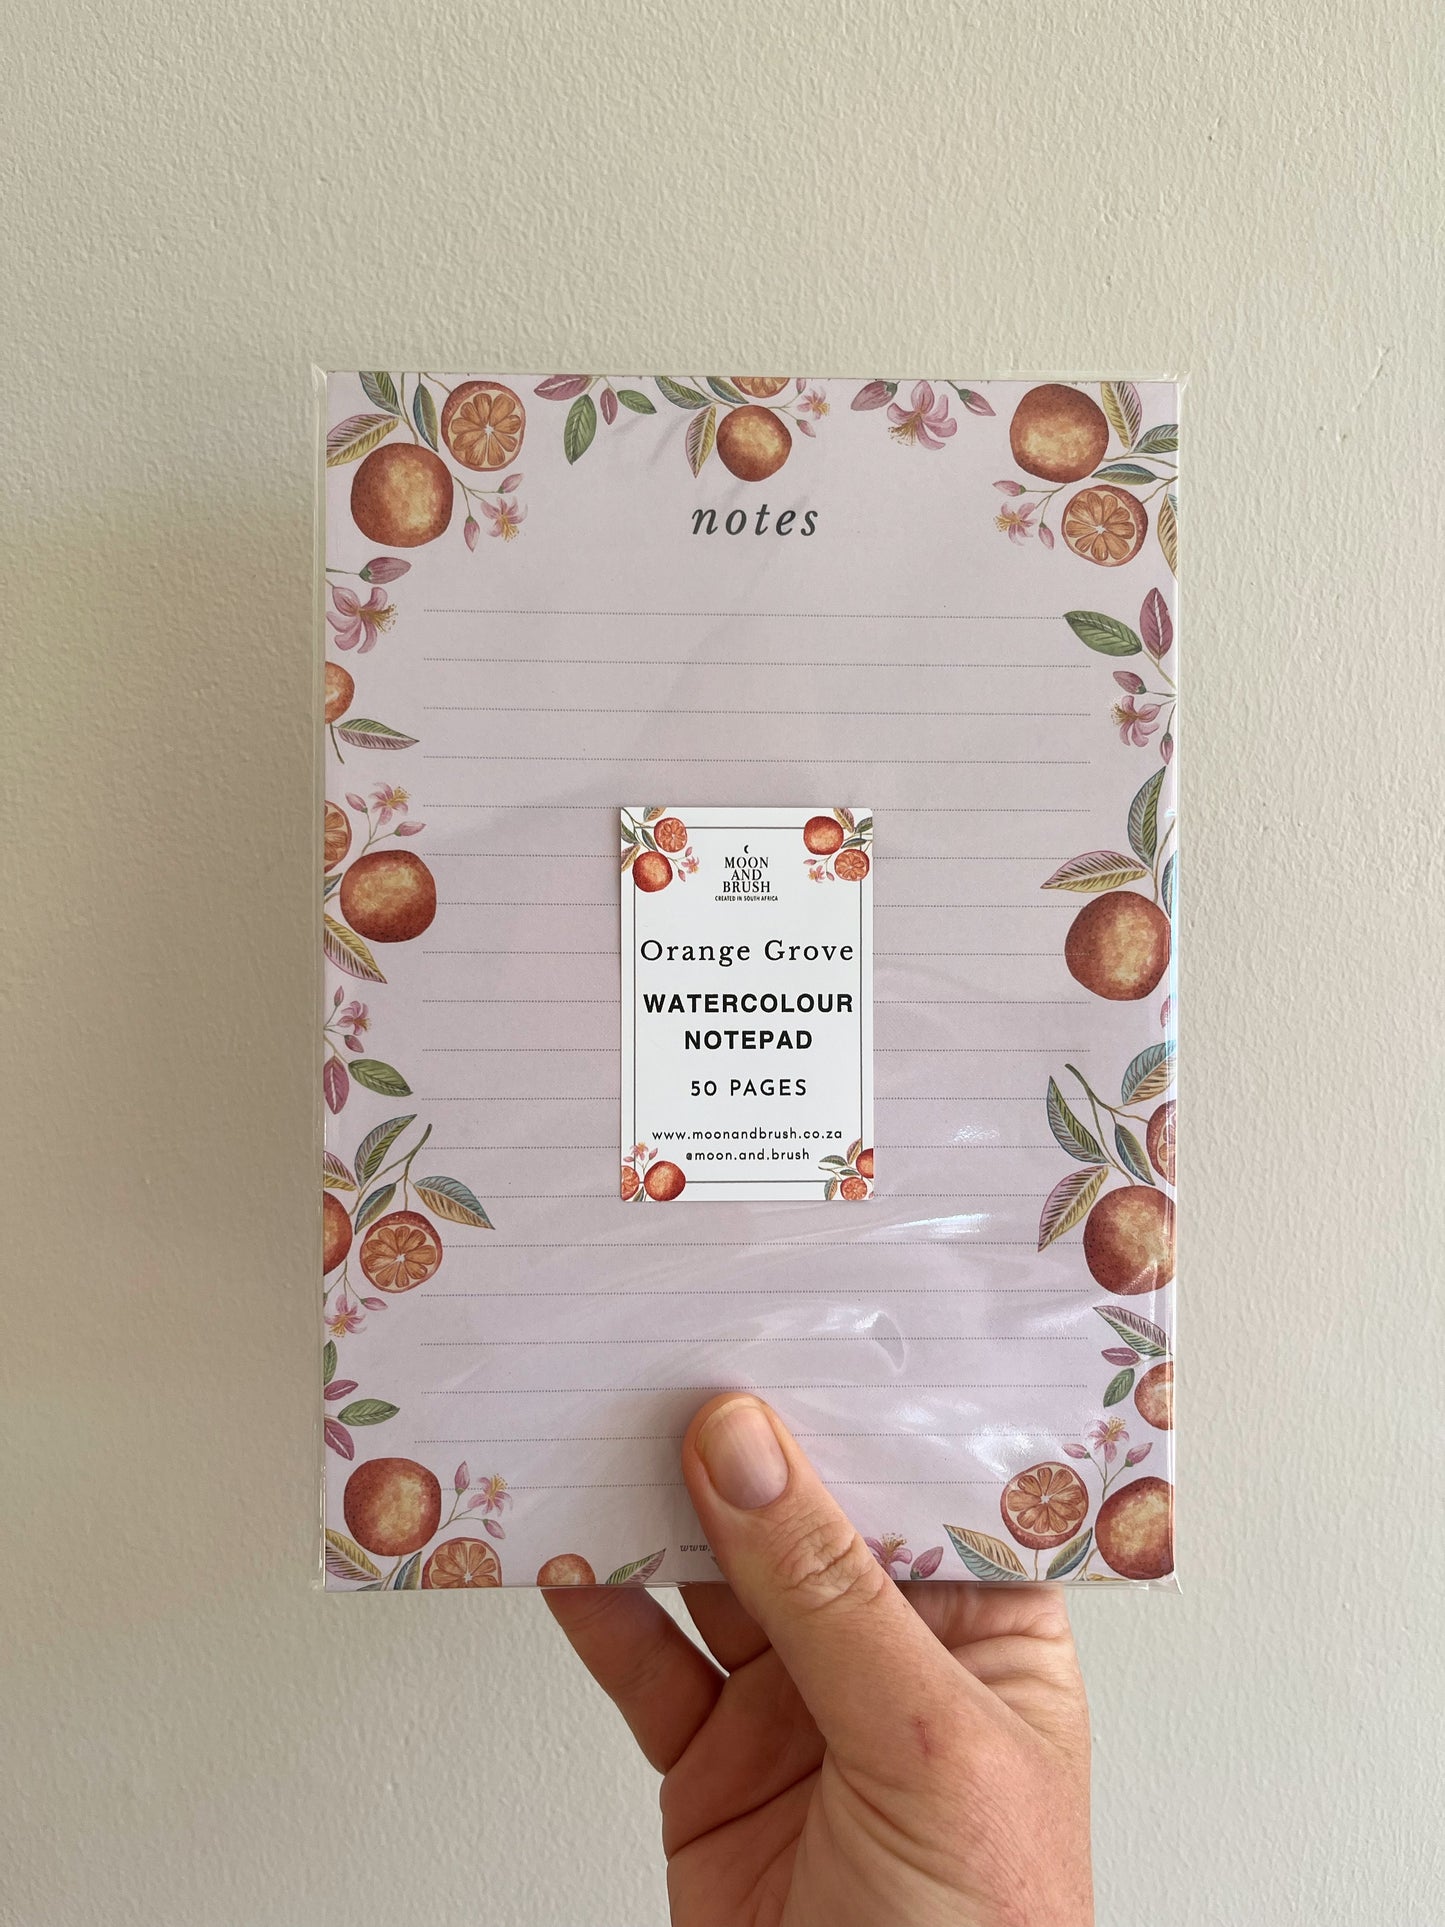 notes
MOON
AND
BRUSH
CREATED IN SOUTH AFRICA
Orange Grove
WATERCOLOUR
NOTEPAD
50 PAGES
www.moonandbrush.co.za
@moon.and.brush
www.